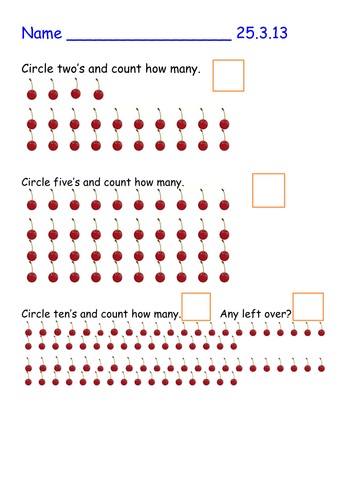 Name _________________ 25.3.13
Circle two's and count how many.
Circle five's and count how many.
Circle ten's and count how many. Any left over?